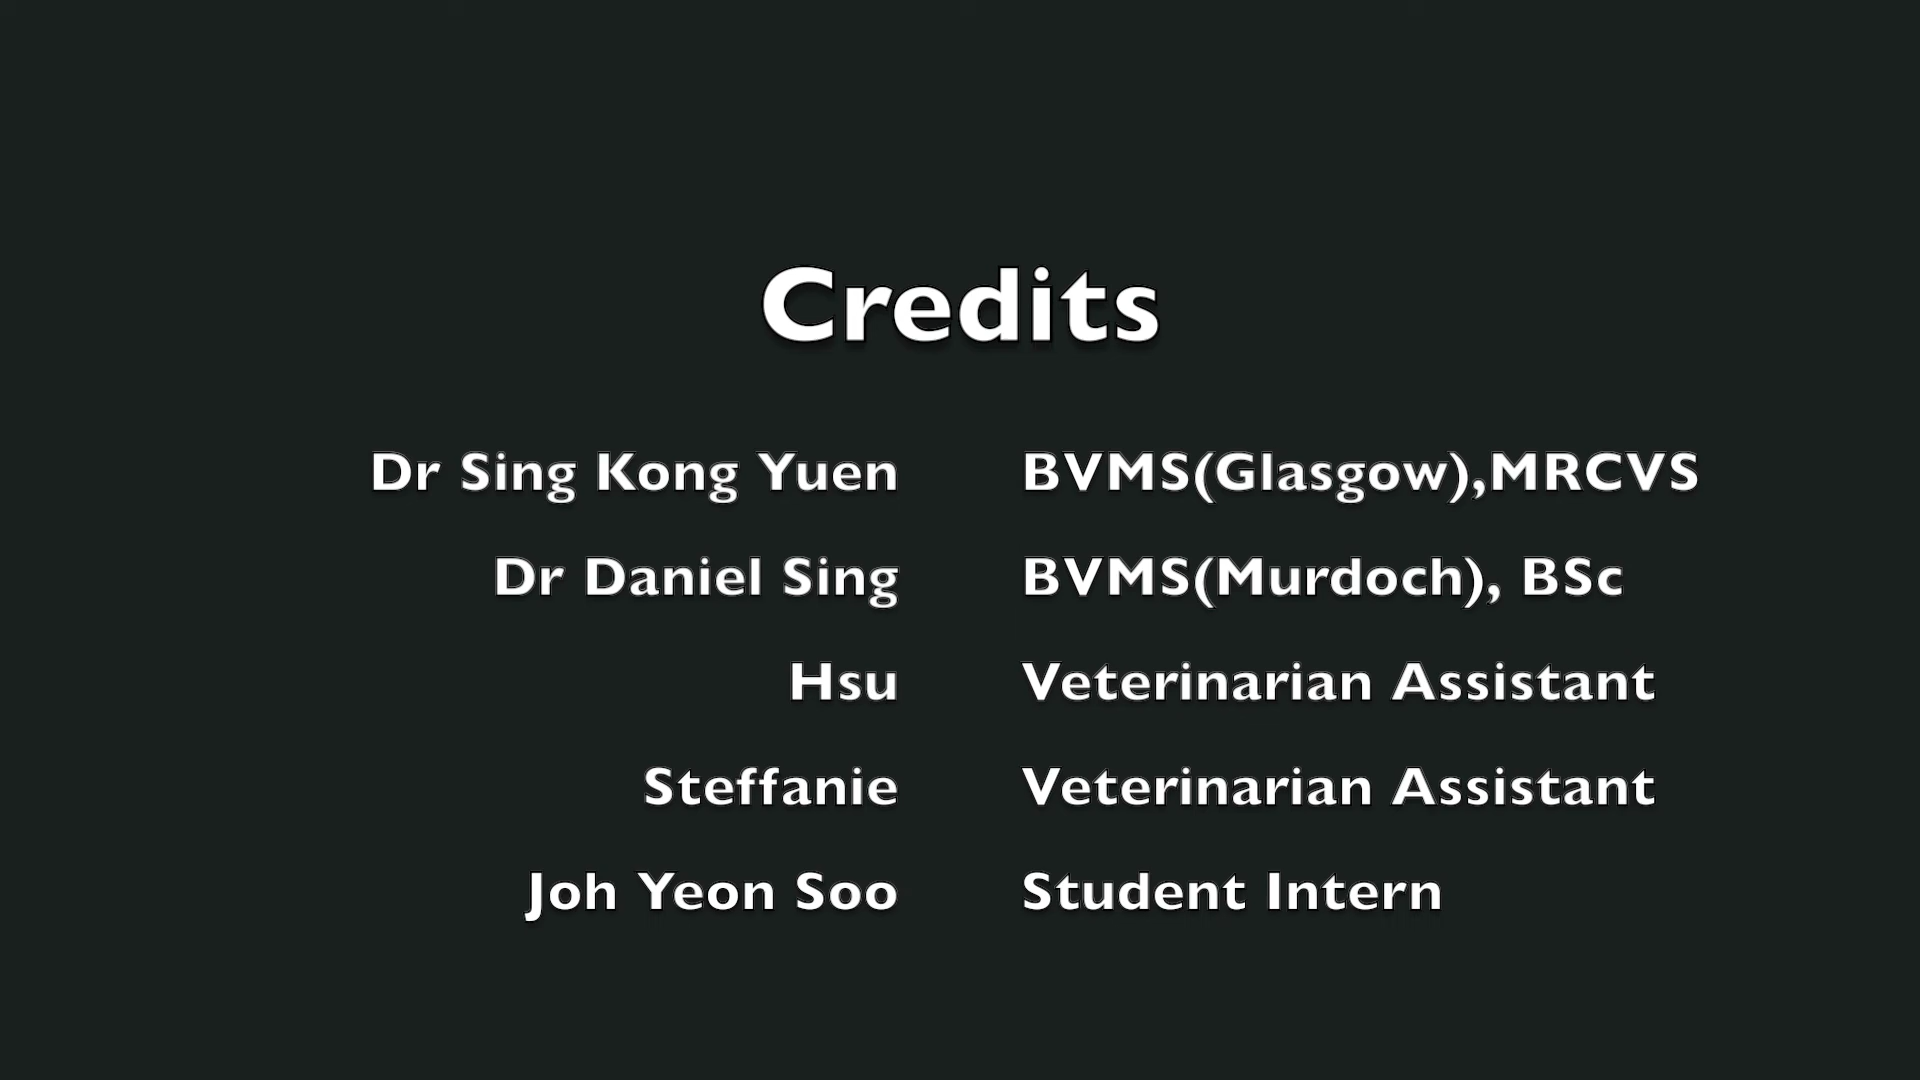 Credits
Dr Sing Kong Yuen BVMS(Glasgow),MRCVS
Dr Daniel Sing BVMS(Murdoch), BSc
Hsu Veterinarian Assistant
Steffanie Veterinarian Assistant
Joh Yeon Soo Student Intern